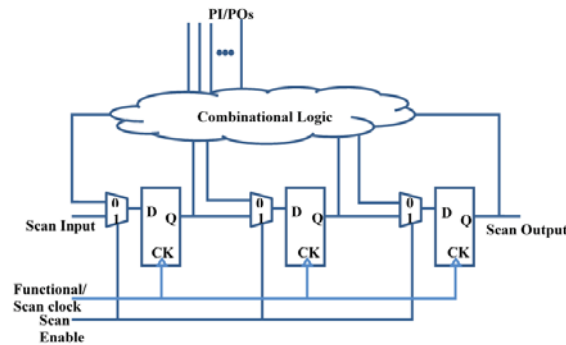 PI/POs
Combinational Logic
0
1
D
Q
CK
0
1
D
Q
CK
0
1
D
Q
CK
Scan Input
Scan Output
Functional/
Scan clock
Scan
Enable